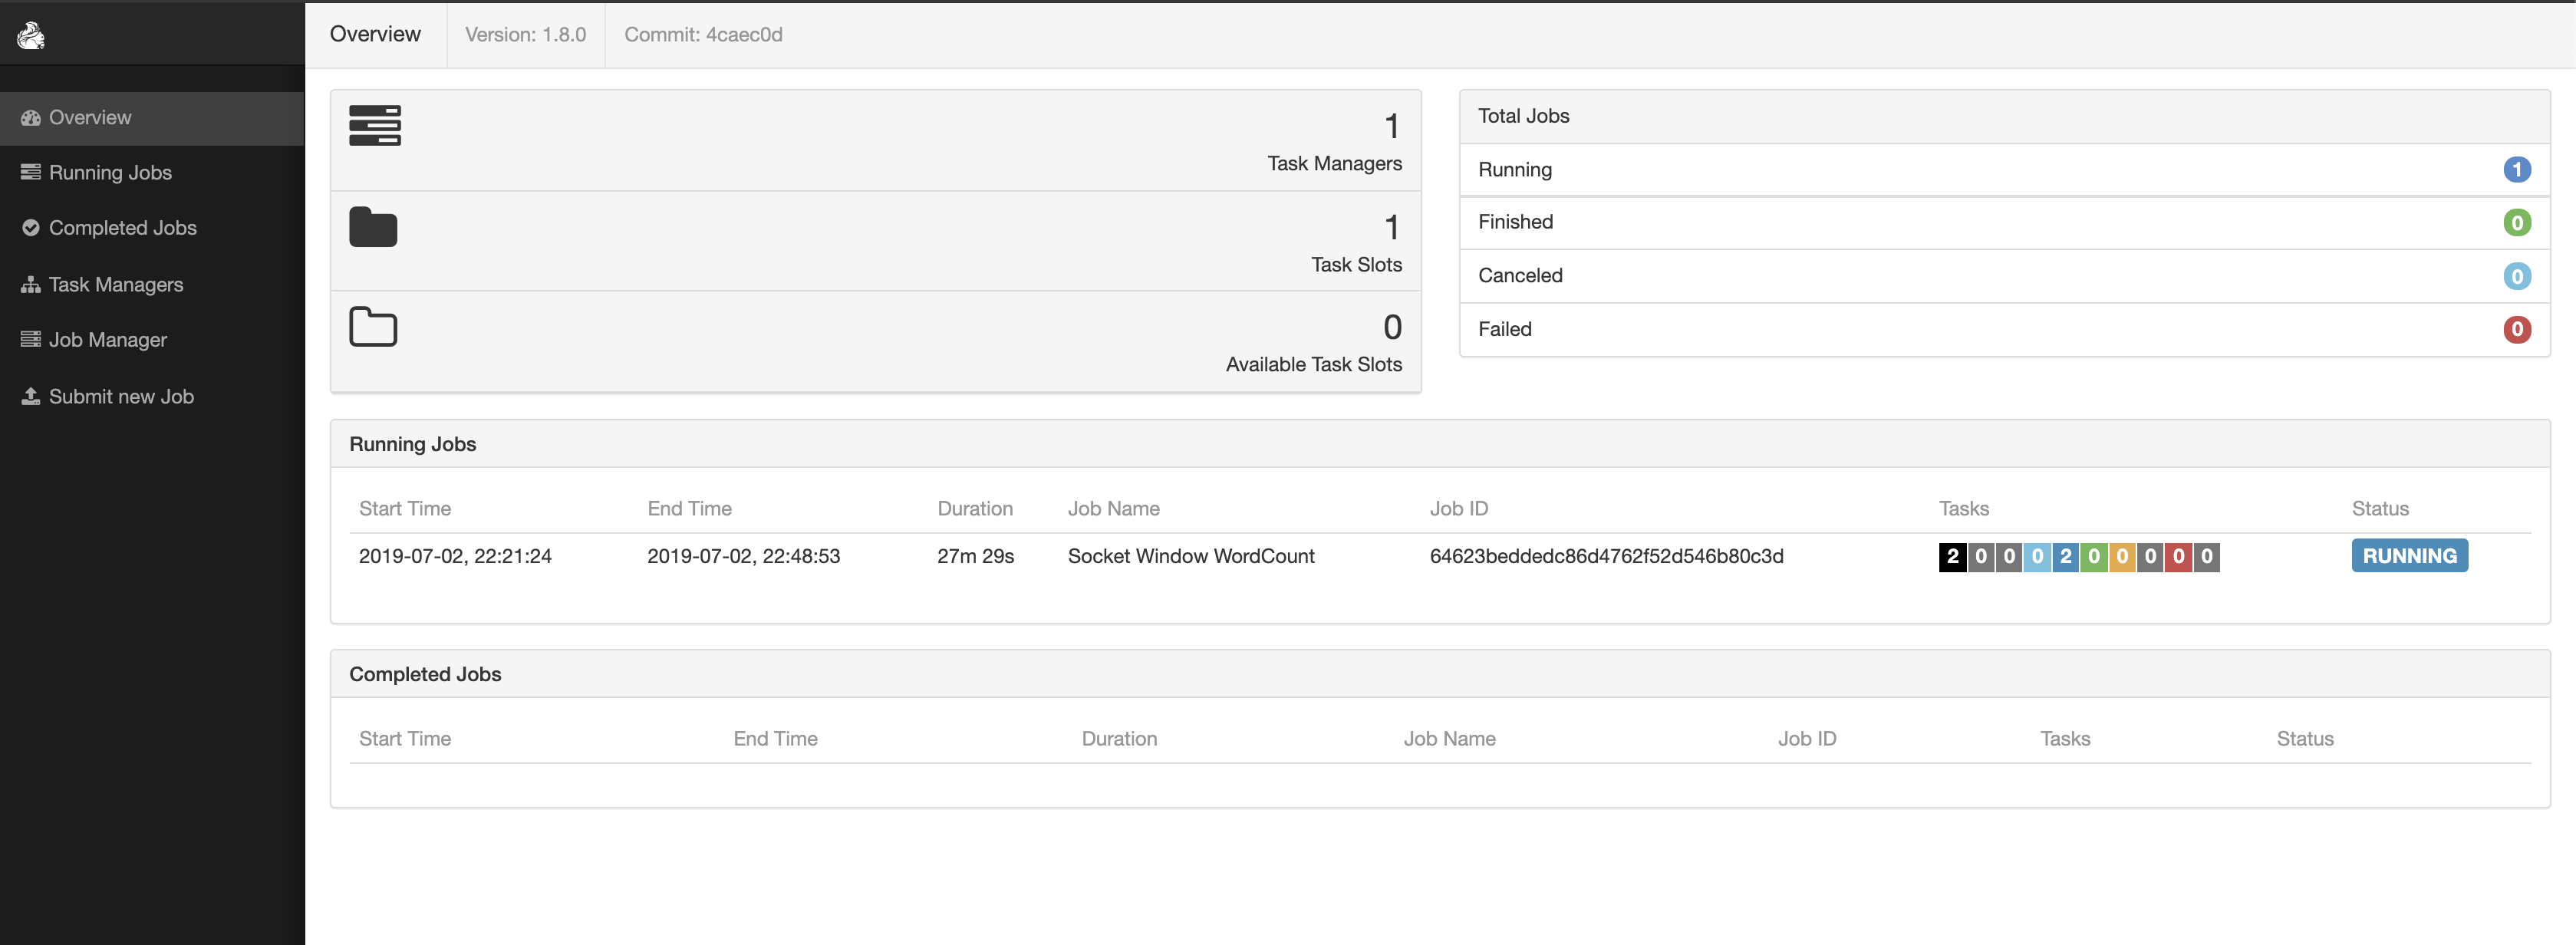 Overview Version: 1.8.0 Commit: 4caec0d
Overview
Running Jobs
Completed Jobs
Task Managers
Job Manager
Submit new Job
1
Task Managers
1
Task Slots
0
Available Task Slots
Total Jobs
Running 1
Finished 0
Canceled 0
Failed 0
Running Jobs
Start Time End Time Duration Job Name Job ID Tasks Status
2019-07-02, 22:21:24 2019-07-02, 22:48:53 27m 29s Socket Window WordCount 64623beddedc86d4762f52d546b80c3d 2 0 0 0 2 0 0 0 0 0 RUNNING
Completed Jobs
Start Time End Time Duration Job Name Job ID Tasks Status